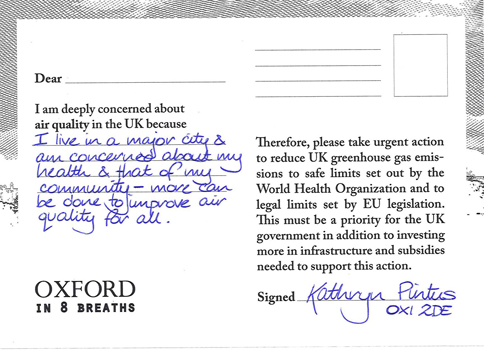 Dear
I am deeply concerned about
air quality in the UK because
I live in a major city &
am concerned about my
health & that of my
community - more can
be done to improve air
quality for all.
OXFORD
IN 8 BREATHS
Therefore, please take urgent action
to reduce UK greenhouse gas emis-
sions to safe limits set out by the
World Health Organization and to
legal limits set by EU legislation.
This must be a priority for the UK
government in addition to investing
more in infrastructure and subsidies
needed to support this action.
Signed Kathryn Pintus
OX1 2DE